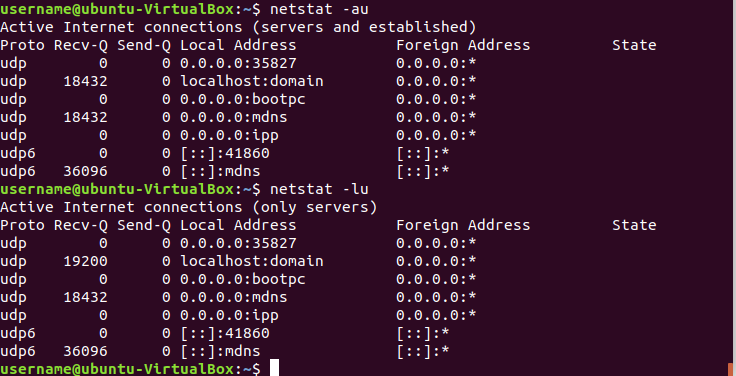 username@ubuntu-VirtualBox:~$ netstat -au
Active Internet connections (servers and established)
Proto Recv-Q Send-Q Local Address           Foreign Address         State
udp        0      0 0.0.0.0:35827           0.0.0.0:*
udp    18432      0 localhost:domain        0.0.0.0:*
udp        0      0 0.0.0.0:bootpc          0.0.0.0:*
udp    18432      0 0.0.0.0:mdns            0.0.0.0:*
udp        0      0 0.0.0.0:ipp             0.0.0.0:*
udp6       0      0 [::]:41860              [::]:*
udp6   36096      0 [::]:mdns               [::]:*
username@ubuntu-VirtualBox:~$ netstat -lu
Active Internet connections (only servers)
Proto Recv-Q Send-Q Local Address           Foreign Address         State
udp        0      0 0.0.0.0:35827           0.0.0.0:*
udp    19200      0 localhost:domain        0.0.0.0:*
udp        0      0 0.0.0.0:bootpc          0.0.0.0:*
udp    18432      0 0.0.0.0:mdns            0.0.0.0:*
udp        0      0 0.0.0.0:ipp             0.0.0.0:*
udp6       0      0 [::]:41860              [::]:*
udp6   36096      0 [::]:mdns               [::]:*
username@ubuntu-VirtualBox:~$